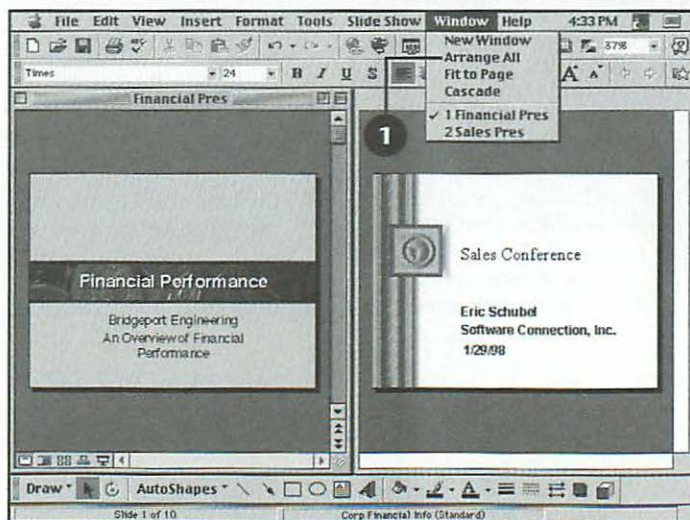 File Edit View Insert Format Tools Slide Show Window Help 4:33 PM
New Window
Arrange All
Fit to Page
Cascade
✓ 1 Financial Pres
2 Sales Pres
37%
Times 24 B I U S A A
1
Financial Pres
Financial Performance
Bridgeport Engineering
An Overview of Financial
Performance
Sales Conference
Eric Schubel
Software Connection, Inc.
1/29/98
Draw AutoShapes A
Slide 1 of 10 Corp Financial Info (Standard)